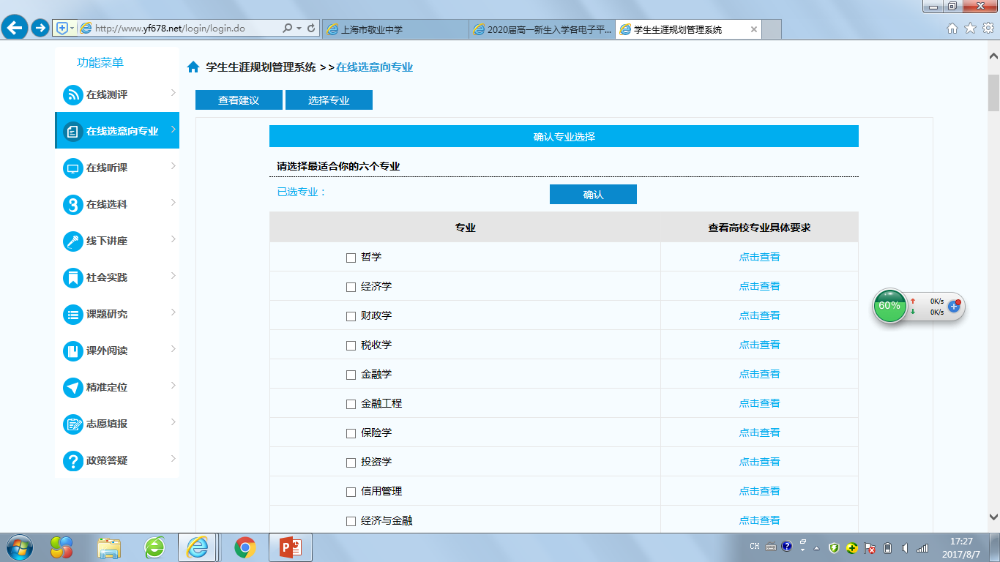 http://www.yf678.net/login/login.do
上海市敬业中学
2020届高一新生入学各电子平...
学生生涯规划管理系统
功能菜单
在线测评
在线选意向专业
在线听课
3 在线选科
线下讲座
社会实践
课题研究
课外阅读
精准定位
志愿填报
? 政策答疑
学生生涯规划管理系统 >>在线选意向专业
查看建议 选择专业
确认专业选择
请选择最适合你的六个专业
已选专业： 确认
专业 查看高校专业具体要求
哲学 点击查看
经济学 点击查看
财政学 点击查看
税收学 点击查看
金融学 点击查看
金融工程 点击查看
保险学 点击查看
投资学 点击查看
信用管理 点击查看
经济与金融 点击查看
60% 0K/s
0K/s
CH
17:27
2017/8/7